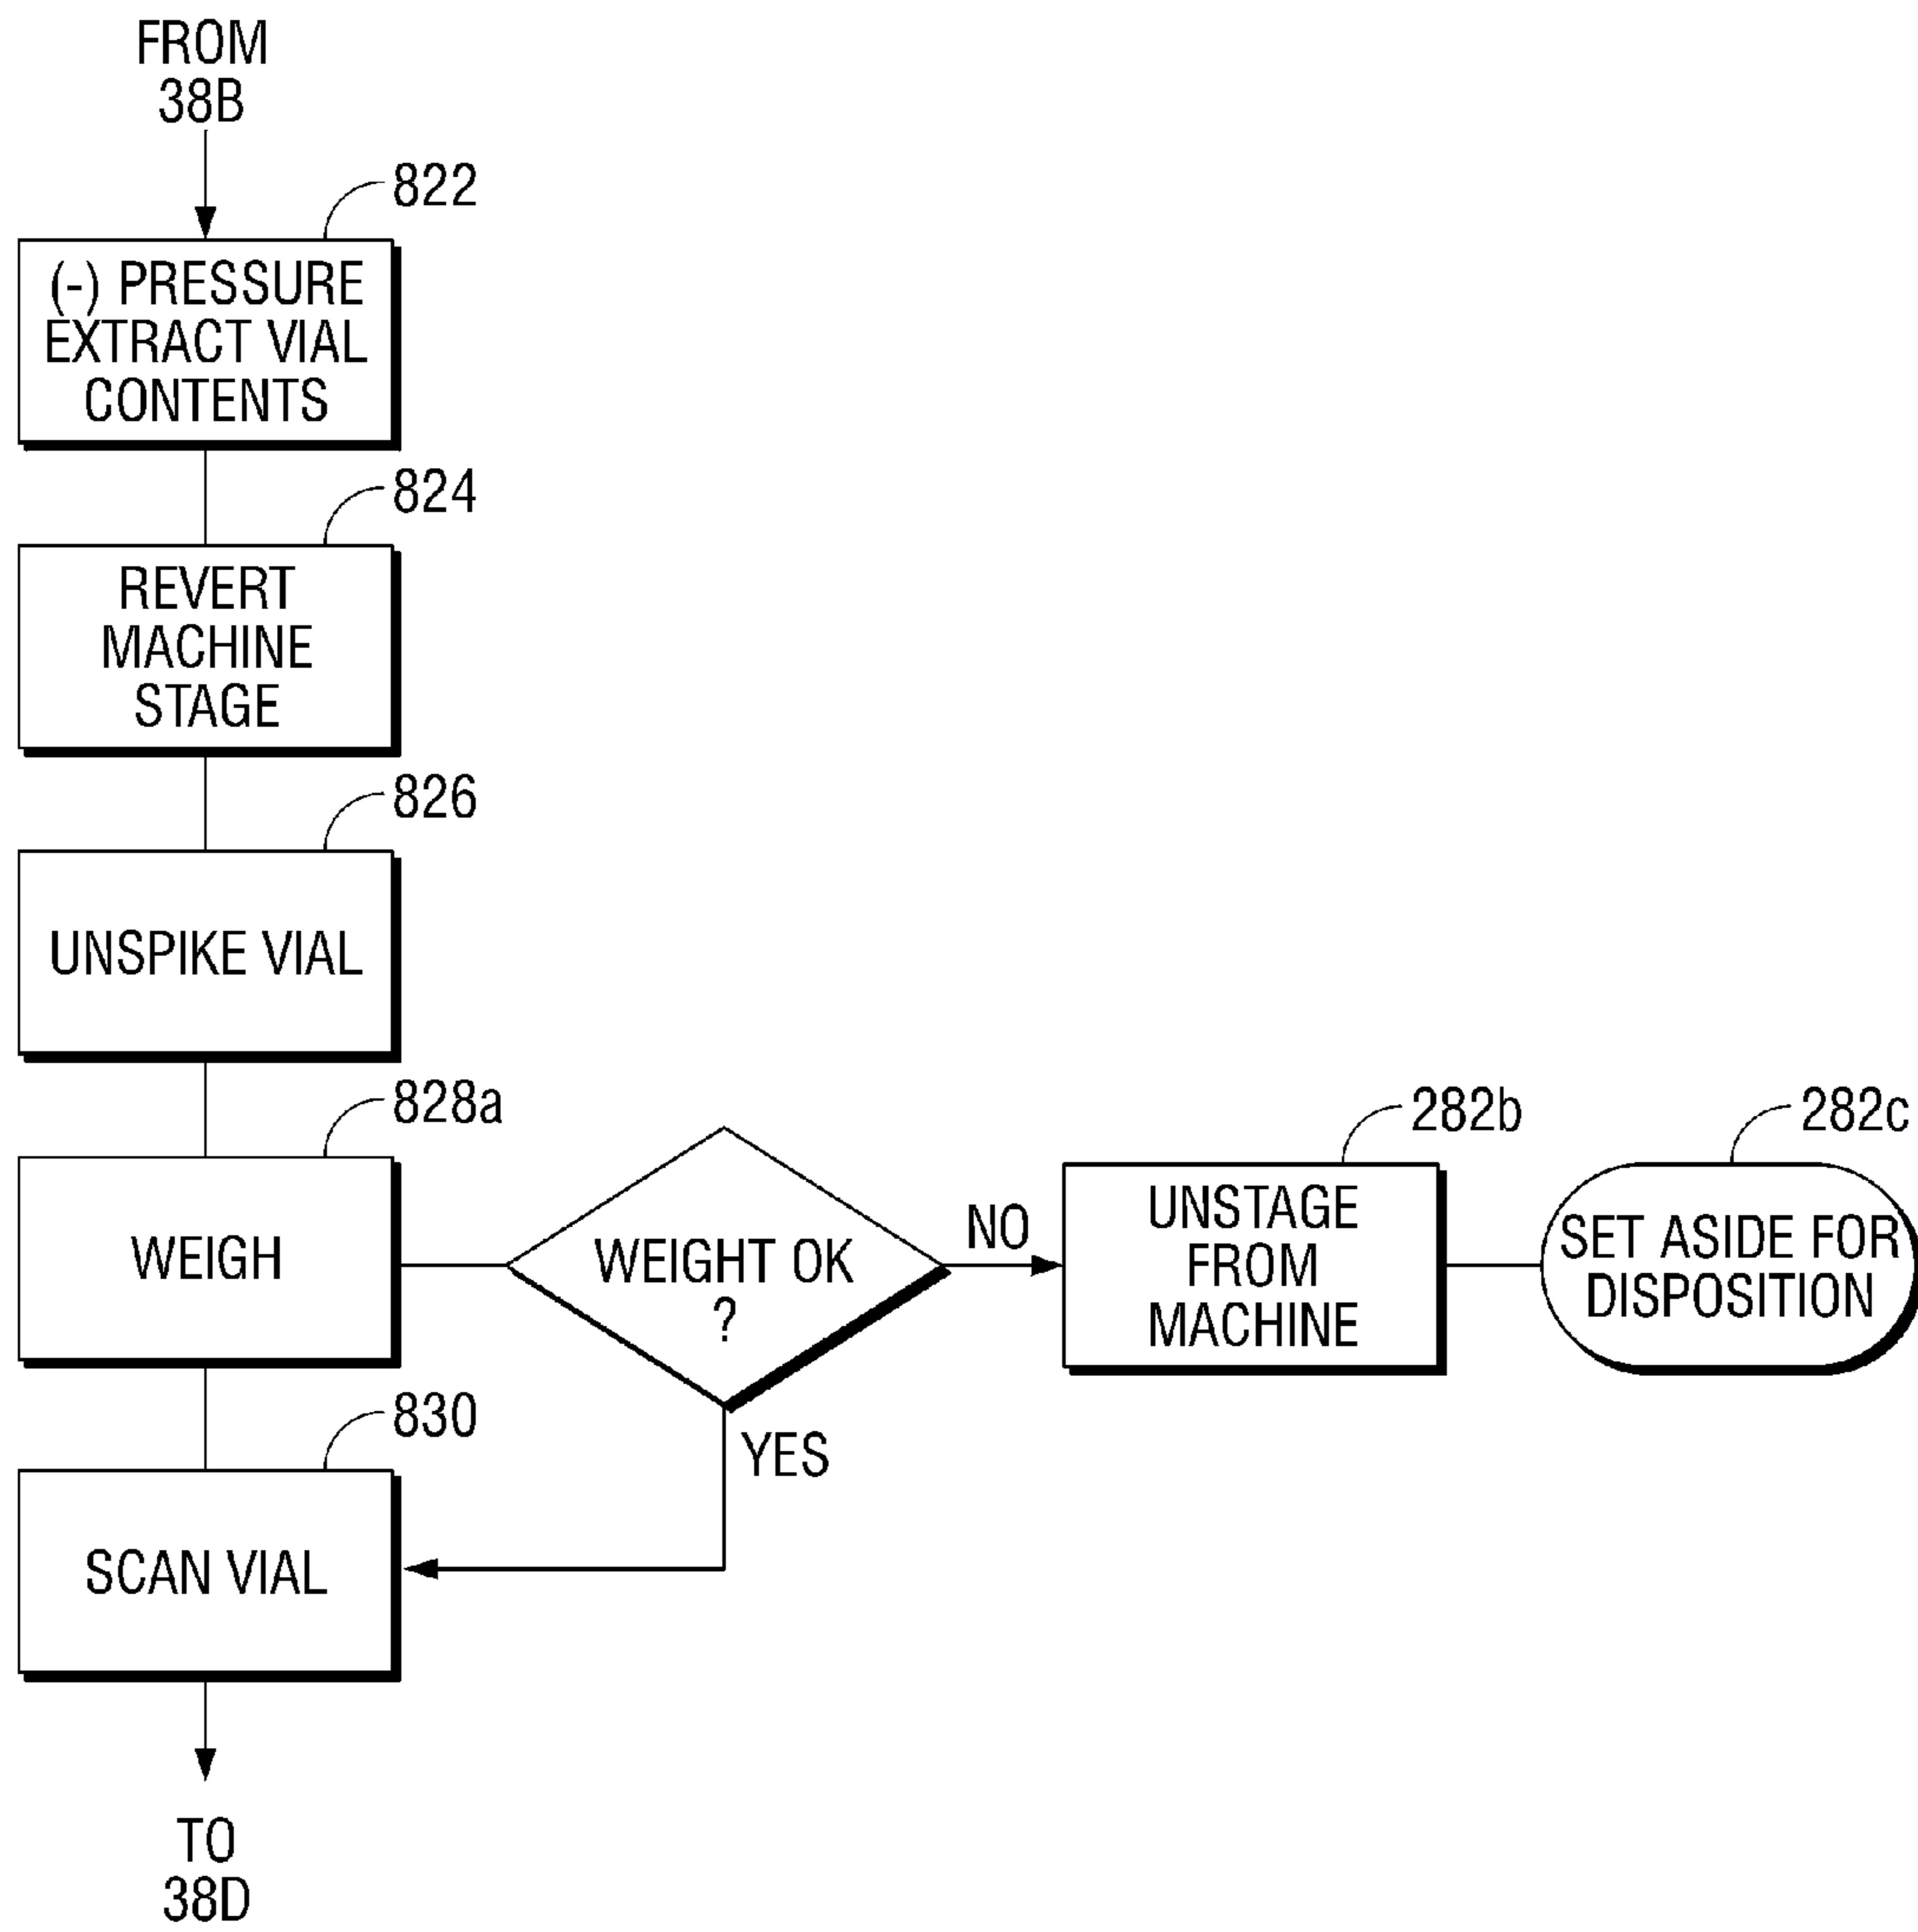 FROM
38B
822
(-) PRESSURE
EXTRACT VIAL
CONTENTS
824
REVERT
MACHINE
STAGE
826
UNSPIKE VIAL
828a
WEIGH
WEIGHT OK
?
NO
YES
282b
UNSTAGE
FROM
MACHINE
282c
SET ASIDE FOR
DISPOSITION
830
SCAN VIAL
TO
38D